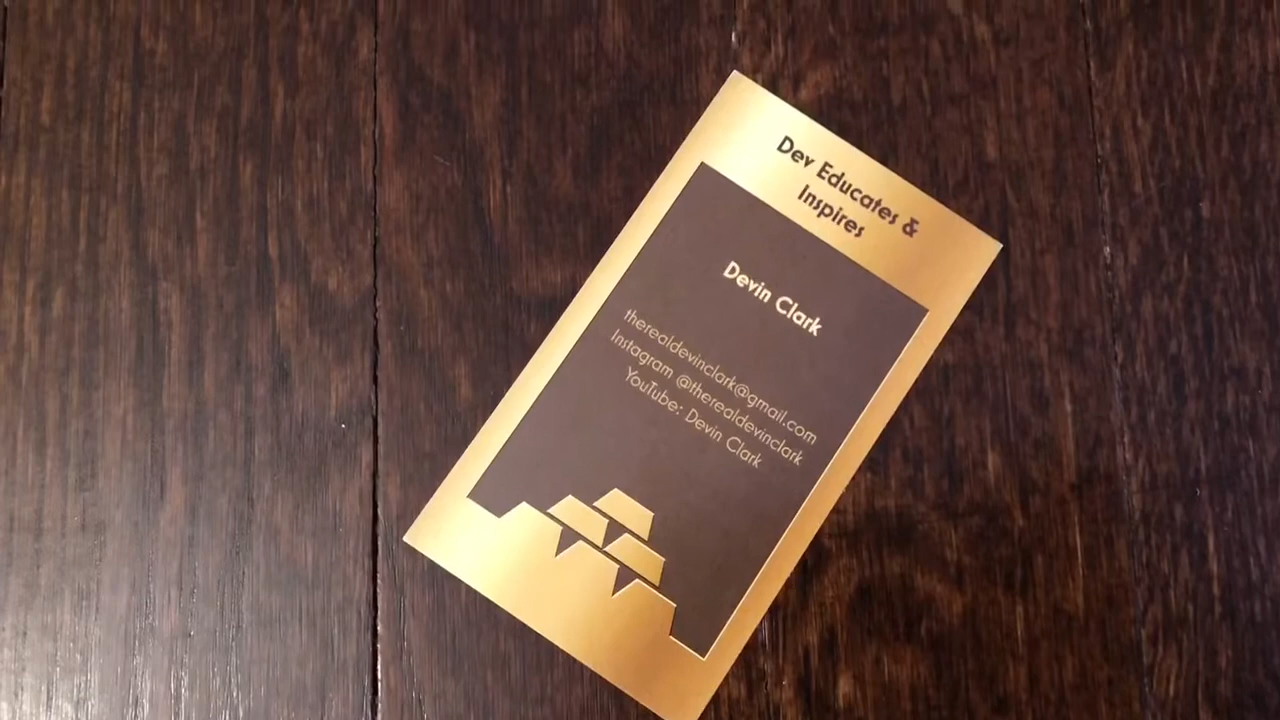 Dev Educates &
Inspires
Devin Clark
therealdevinclark@gmail.com
Instagram @therealdevinclark
YouTube: Devin Clark